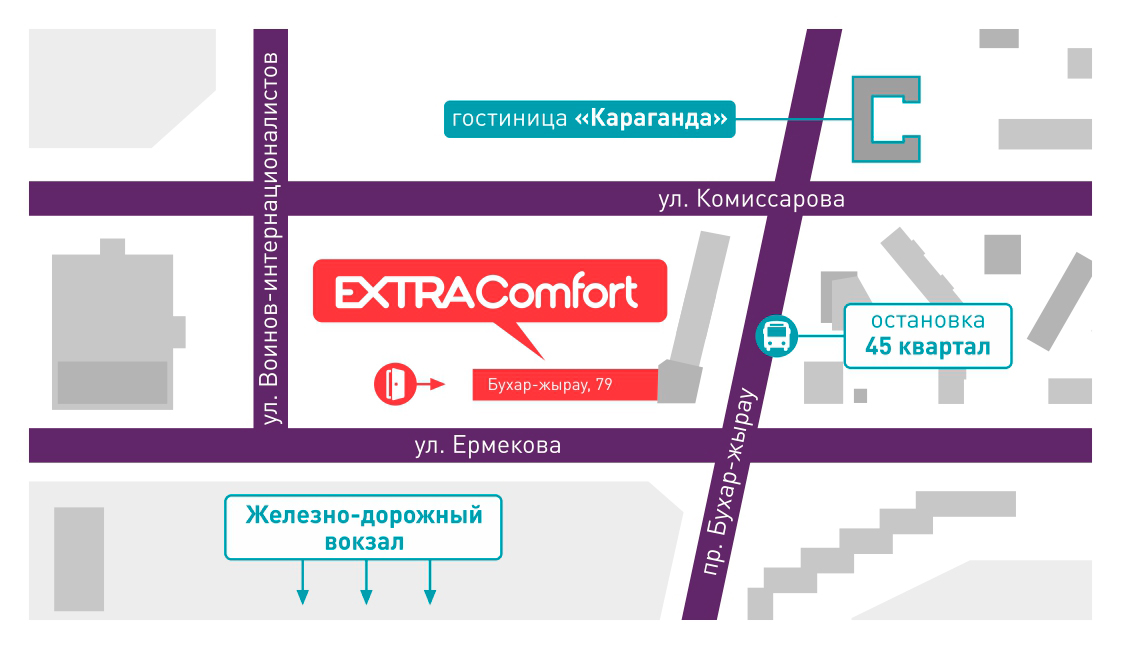 ул. Воинов-интернационалистов
гостиница «Караганда»
ул. Комиссарова
EXTRAComfort
остановка
45 квартал
Бухар-жырау, 79
ул. Ермекова
пр. Бухар-жырау
Железно-дорожный
вокзал